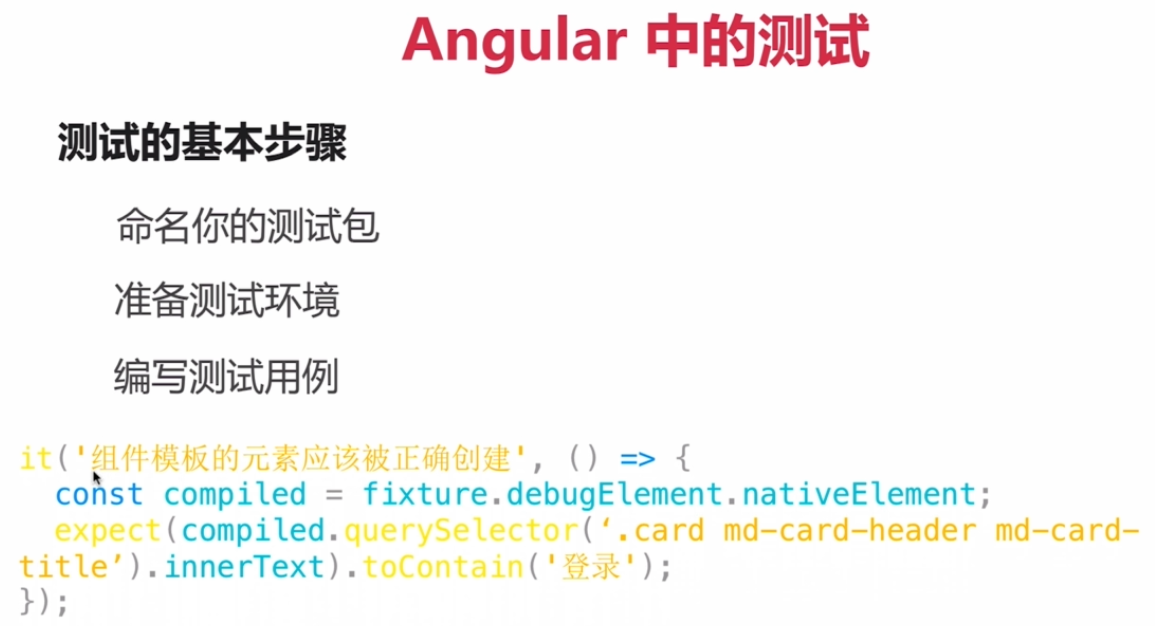 Angular 中的测试
测试的基本步骤
命名你的测试包
准备测试环境
编写测试用例
it('组件模板的元素应该被正确创建', () => {
  const compiled = fixture.debugElement.nativeElement;
  expect(compiled.querySelector(‘.card md-card-header md-card-
title’).innerText).toContain('登录');
});